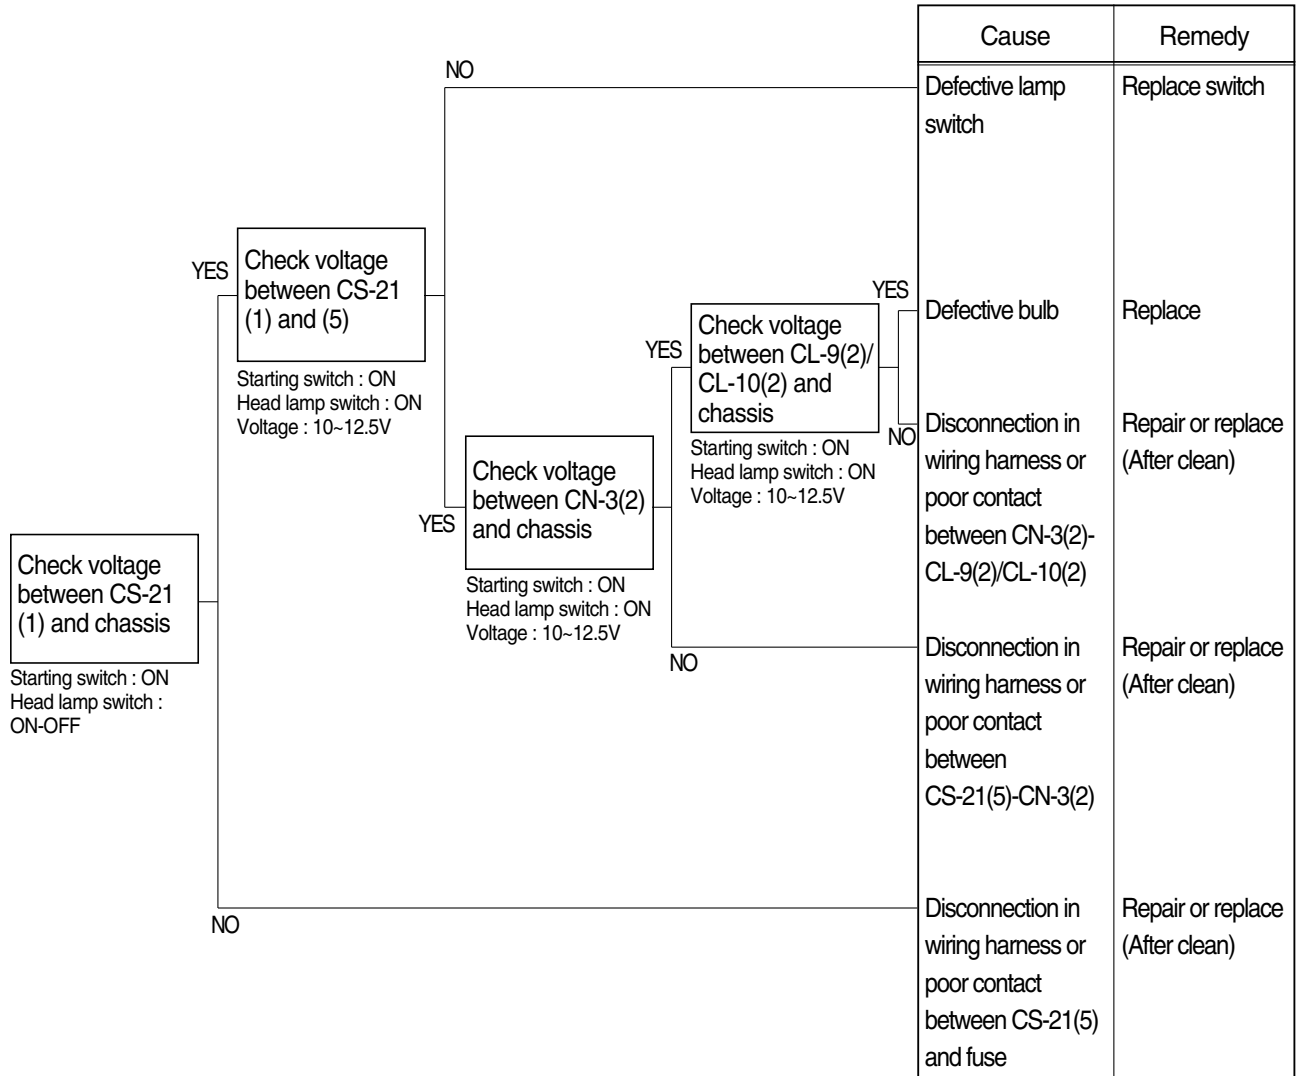 Cause
Remedy
NO
Defective lamp
switch
Replace switch
YES
Check voltage
between CS-21
(1) and (5)
Starting switch : ON
Head lamp switch : ON
Voltage : 10~12.5V
YES
Defective bulb
Replace
YES
Check voltage
between CL-9(2)/
CL-10(2) and
chassis
Starting switch : ON
Head lamp switch : ON
Voltage : 10~12.5V
NO
Disconnection in
wiring harness or
poor contact
between CN-3(2)-
CL-9(2)/CL-10(2)
Repair or replace
(After clean)
YES
Check voltage
between CN-3(2)
and chassis
Starting switch : ON
Head lamp switch : ON
Voltage : 10~12.5V
Check voltage
between CS-21
(1) and chassis
Starting switch : ON
Head lamp switch :
ON-OFF
NO
Disconnection in
wiring harness or
poor contact
between
CS-21(5)-CN-3(2)
Repair or replace
(After clean)
NO
Disconnection in
wiring harness or
poor contact
between CS-21(5)
and fuse
Repair or replace
(After clean)